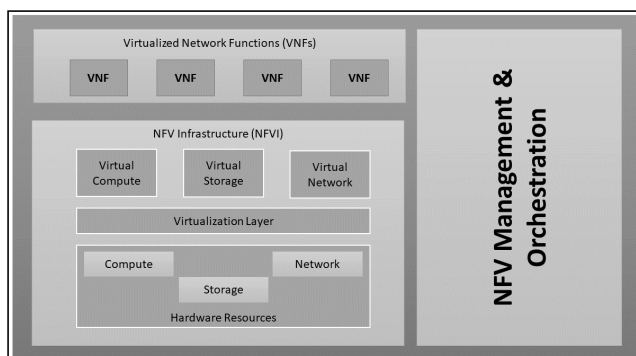 Virtualized Network Functions (VNFs)
VNF VNF VNF VNF
NFV Infrastructure (NFVI)
Virtual
Compute
Virtual
Storage
Virtual
Network
Virtualization Layer
Compute
Network
Storage
Hardware Resources
NFV Management &
Orchestration